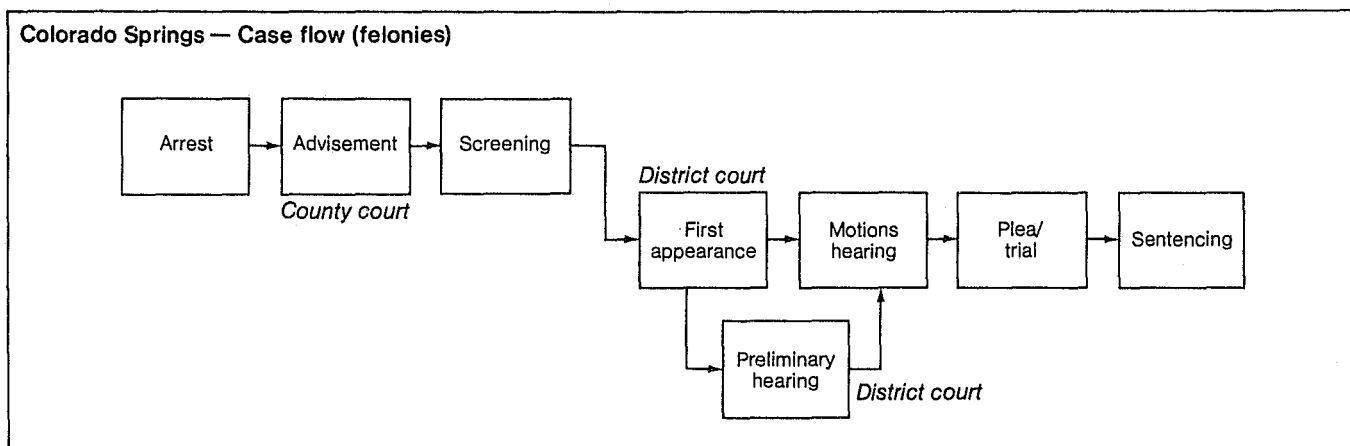 Colorado Springs — Case flow (felonies)
Arrest
Advisement
Screening
County court
District court
First
appearance
Motions
hearing
Plea/
trial
Sentencing
Preliminary
hearing
District court